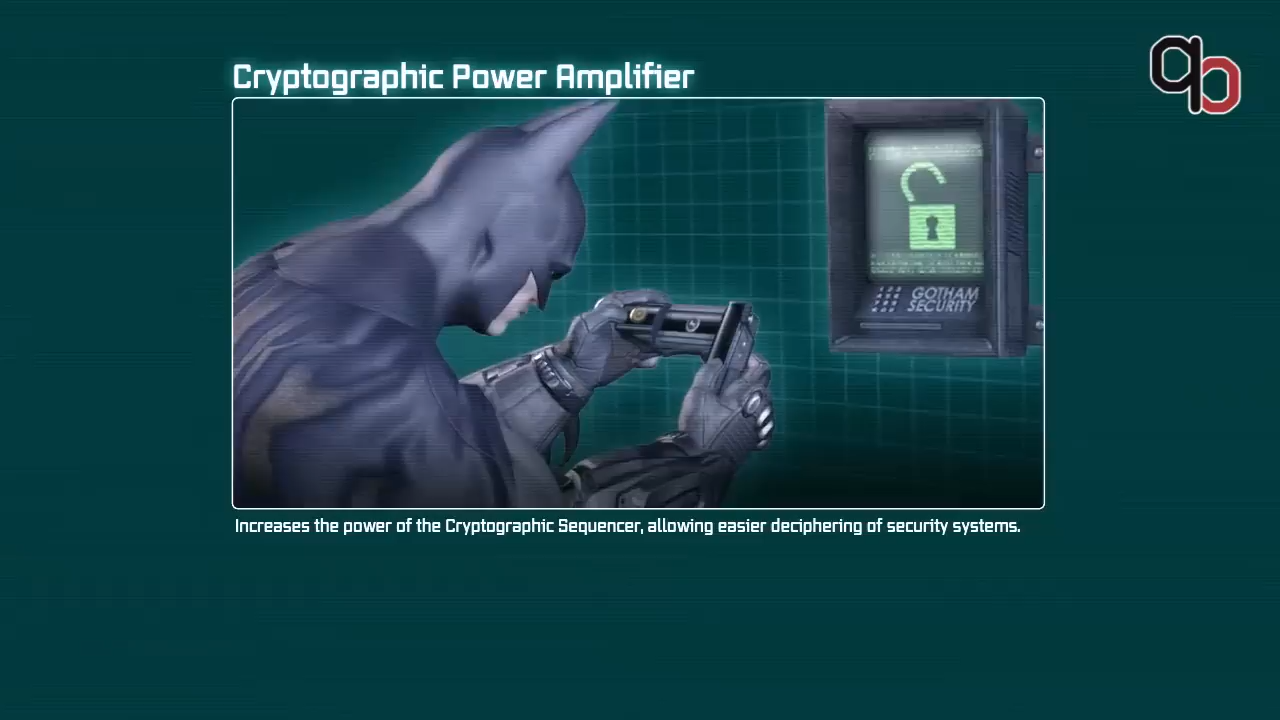 Cryptographic Power Amplifier
GOTHAM
SECURITY
Increases the power of the Cryptographic Sequencer, allowing easier deciphering of security systems.